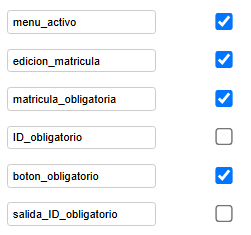 menu_activo
edicion_matricula
matricula_obligatoria
ID_obligatorio
boton_obligatorio
salida_ID_obligatorio